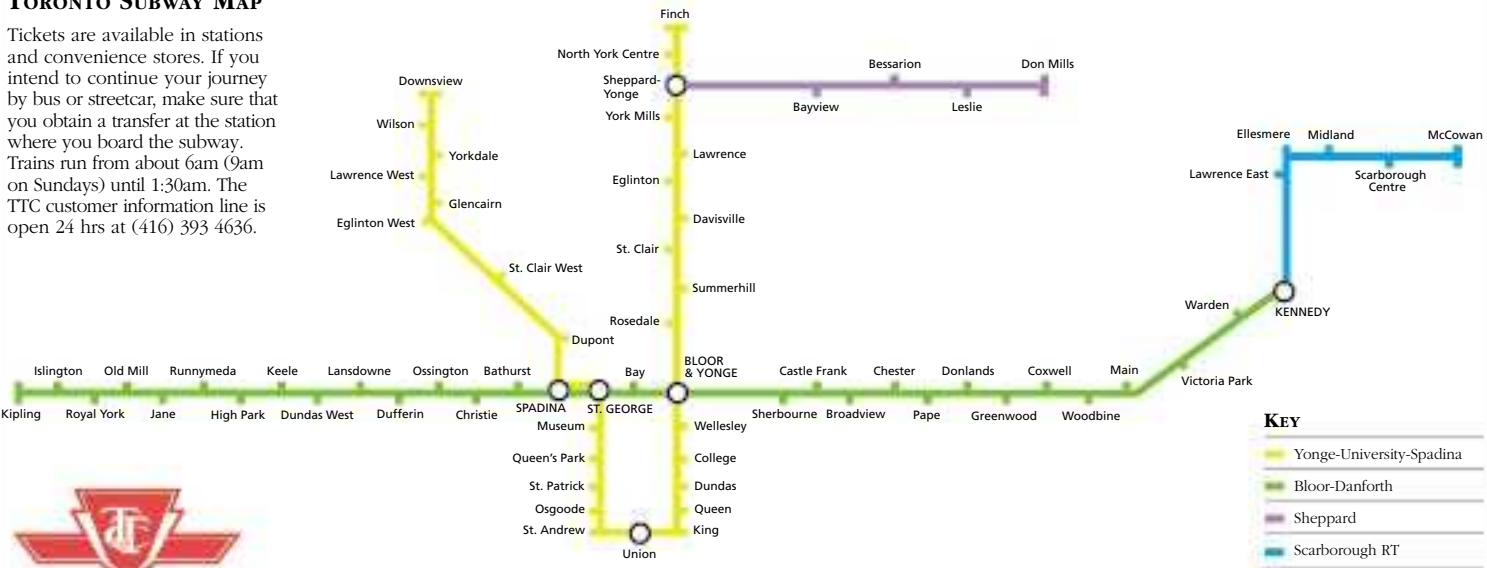 TORONTO SUBWAY MAP
Tickets are available in stations
and convenience stores. If you
intend to continue your journey
by bus or streetcar, make sure that
you obtain a transfer at the station
where you board the subway.
Trains run from about 6am (9am
on Sundays) until 1:30am. The
TTC customer information line is
open 24 hrs at (416) 393 4636.
Finch
North York Centre
Sheppard-
Yonge
Bessarion
Don Mills
Bayview
Leslie
York Mills
Lawrence
Eglinton
Davisville
St. Clair
Summerhill
Rosedale
BLOOR
& YONGE
Downsview
Wilson
Yorkdale
Lawrence West
Glencairn
Eglinton West
St. Clair West
Dupont
Ellesmere
Midland
McCowan
Lawrence East
Scarborough
Centre
KENNEDY
Warden
Victoria Park
Islington
Old Mill
Runnymeda
Keele
Lansdowne
Ossington
Bathurst
Bay
Castle Frank
Chester
Donlands
Coxwell
Main
Kipling
Royal York
Jane
High Park
Dundas West
Dufferin
Christie
SPADINA
ST. GEORGE
Sherbourne
Broadview
Pape
Greenwood
Woodbine
Museum
Queen's Park
St. Patrick
Osgoode
St. Andrew
Union
Wellesley
College
Dundas
Queen
King
KEY
Yonge-University-Spadina
Bloor-Danforth
Sheppard
Scarborough RT
TTC